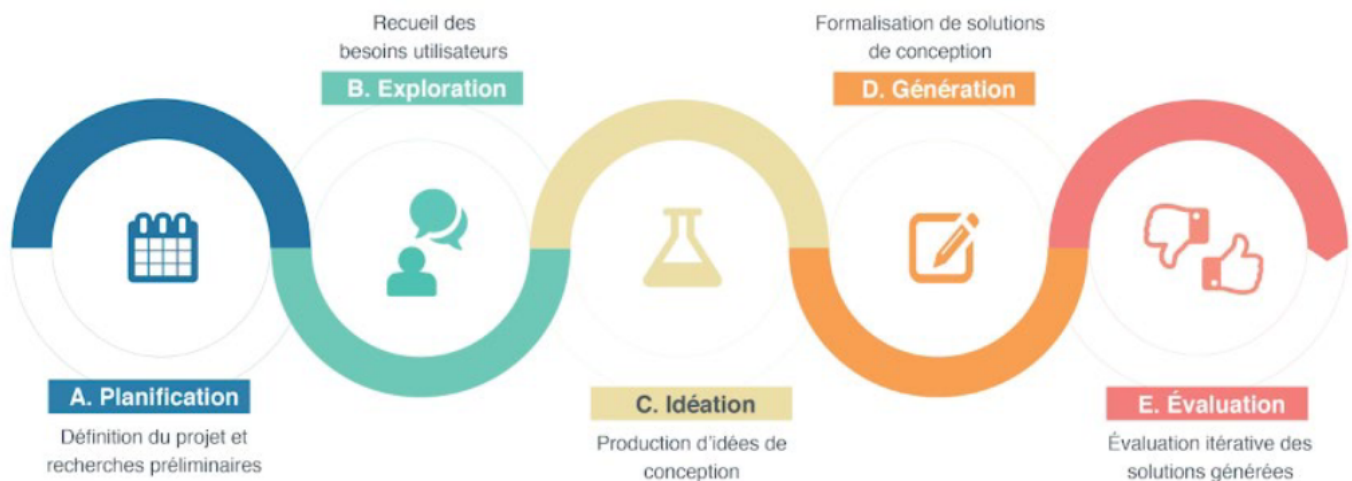 Recueil des
besoins utilisateurs
B. Exploration
Formalisation de solutions
de conception
D. Génération
A. Planification
Définition du projet et
recherches préliminaires
C. Idéation
Production d'idées de
conception
E. Évaluation
Évaluation itérative des
solutions générées